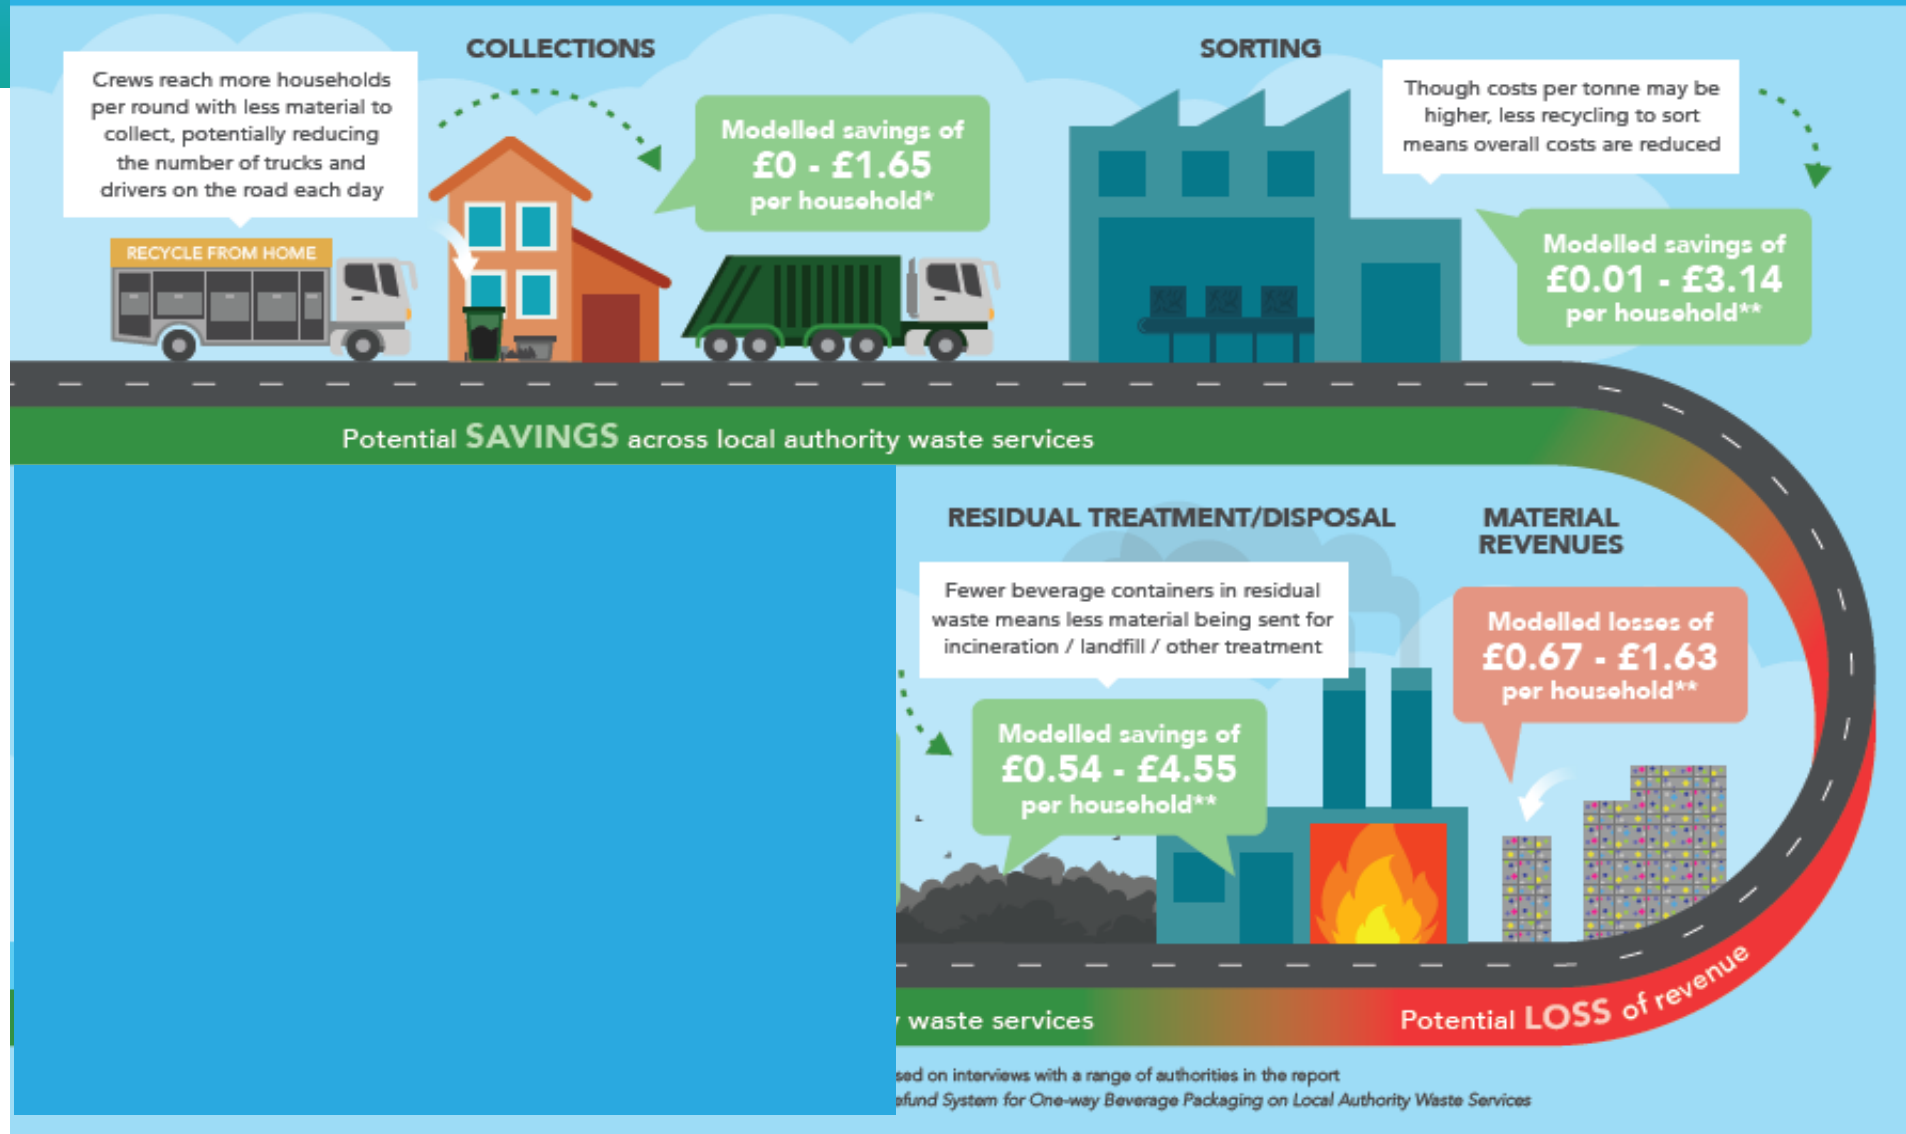 COLLECTIONS
Crews reach more households
per round with less material to
collect, potentially reducing
the number of trucks and
drivers on the road each day
RECYCLE FROM HOME
Modelled savings of
£0 - £1.65
per household*
SORTING
Though costs per tonne may be
higher, less recycling to sort
means overall costs are reduced
Modelled savings of
£0.01 - £3.14
per household**
Potential SAVINGS across local authority waste services
MATERIAL
REVENUES
Modelled losses of
£0.67 - £1.63
per household**
RESIDUAL TREATMENT/DISPOSAL
Fewer beverage containers in residual
waste means less material being sent for
incineration / landfill / other treatment
Modelled savings of
£0.54 - £4.55
per household**
waste services
Potential LOSS of revenue
on interviews with a range of authorities in the report
System for One-way Beverage Packaging on Local Authority Waste Services